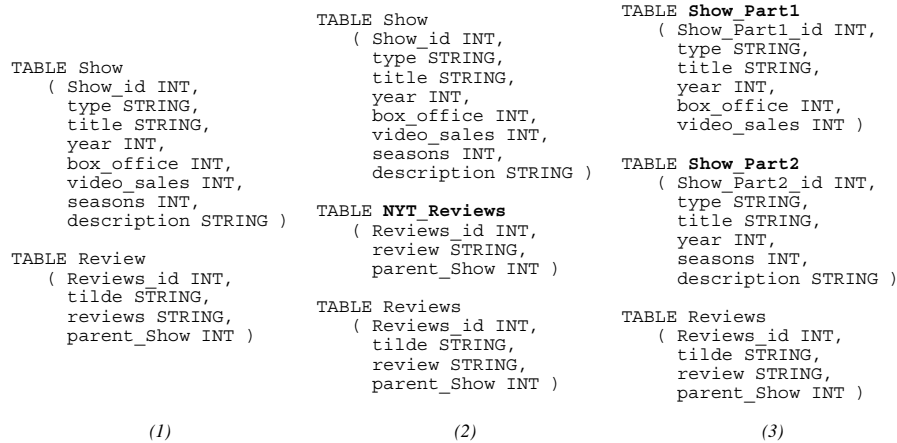 TABLE Show
( Show_id INT,
type STRING,
title STRING,
year INT,
box_office INT,
video_sales INT,
seasons INT,
description STRING )
TABLE Review
( Reviews_id INT,
tilde STRING,
reviews STRING,
parent_Show INT )
(1)
TABLE Show
( Show_id INT,
type STRING,
title STRING,
year INT,
box_office INT,
video_sales INT,
seasons INT,
description STRING )
TABLE NYT_Reviews
( Reviews_id INT,
review STRING,
parent_Show INT )
TABLE Reviews
( Reviews_id INT,
tilde STRING,
review STRING,
parent_Show INT )
(2)
TABLE Show_Part1
( Show_Part1_id INT,
type STRING,
title STRING,
year INT,
box_office INT,
video_sales INT )
TABLE Show_Part2
( Show_Part2_id INT,
type STRING,
title STRING,
year INT,
seasons INT,
description STRING )
TABLE Reviews
( Reviews_id INT,
tilde STRING,
review STRING,
parent_Show INT )
(3)